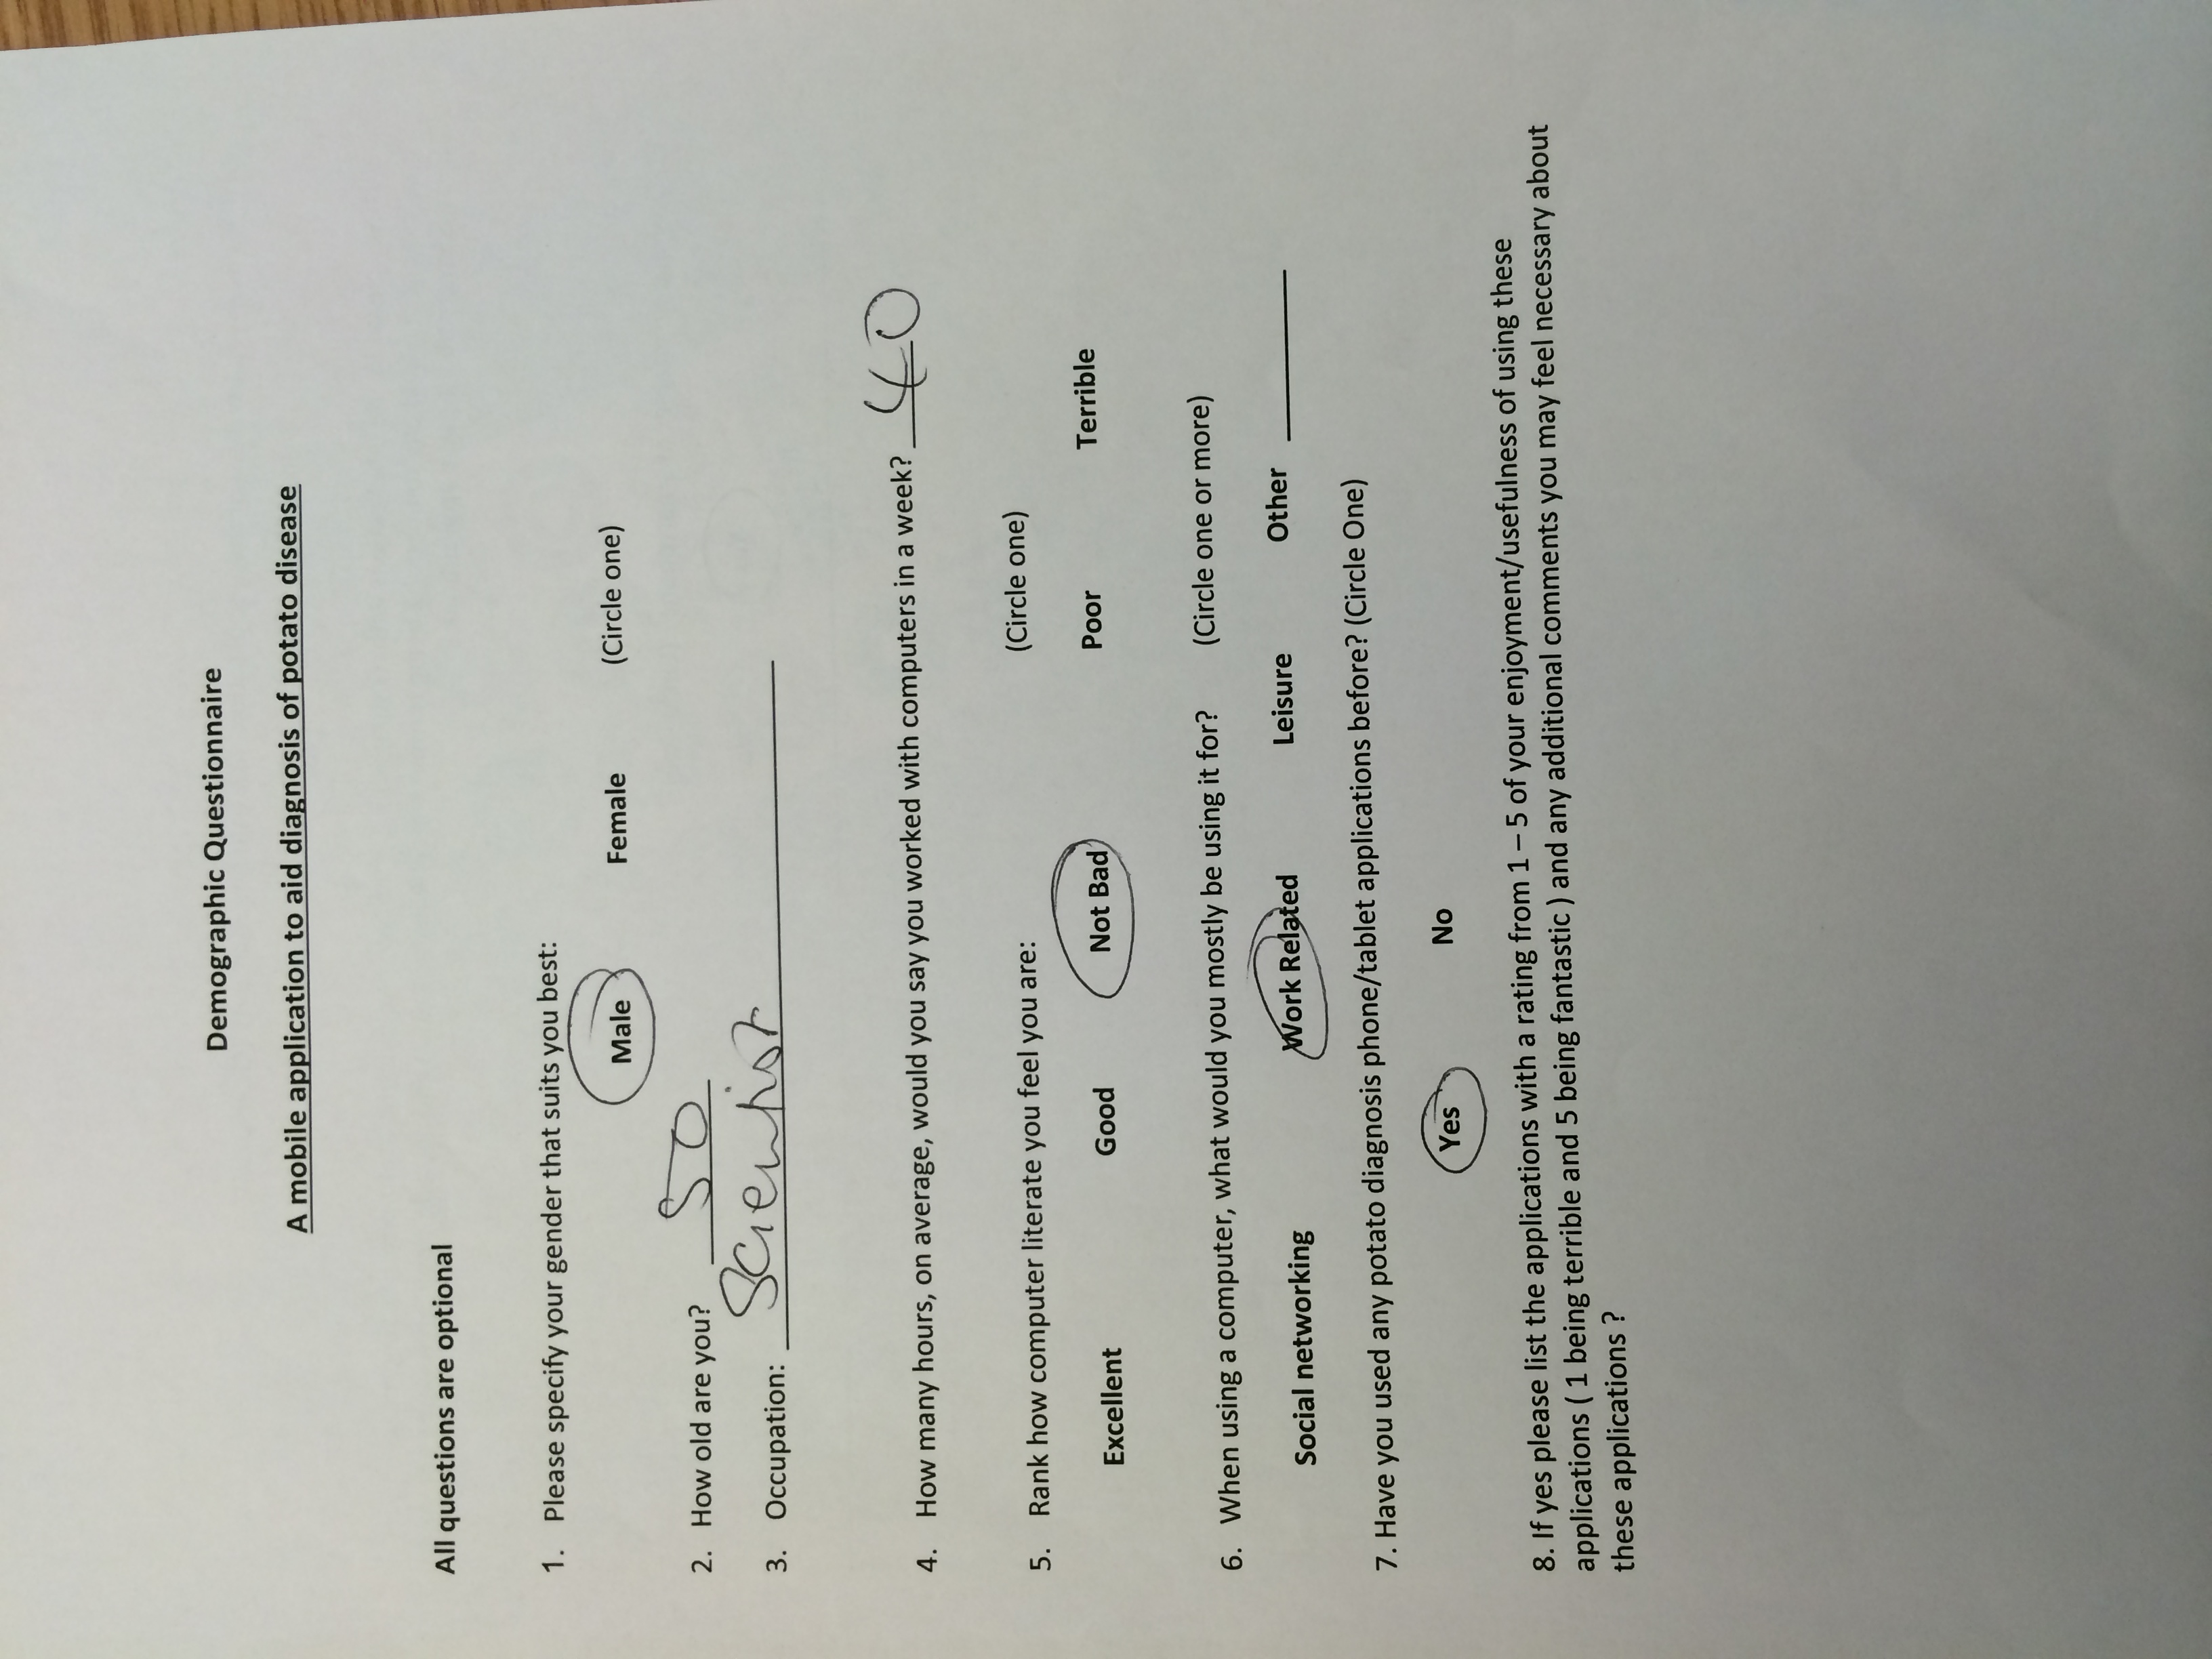 Demographic Questionnaire
A mobile application to aid diagnosis of potato disease
All questions are optional
1. Please specify your gender that suits you best:
Male Female (Circle one)
2. How old are you? 50
3. Occupation: Scientist
4. How many hours, on average, would you say you worked with computers in a week? 40
5. Rank how computer literate you feel you are: (Circle one)
Excellent Good Not Bad Poor Terrible
6. When using a computer, what would you mostly be using it for? (Circle one or more)
Social networking Work Related Leisure Other
7. Have you used any potato diagnosis phone/tablet applications before? (Circle One)
Yes No
8. If yes please list the applications with a rating from 1 – 5 of your enjoyment/usefulness of using these
applications ( 1 being terrible and 5 being fantastic ) and any additional comments you may feel necessary about
these applications ?